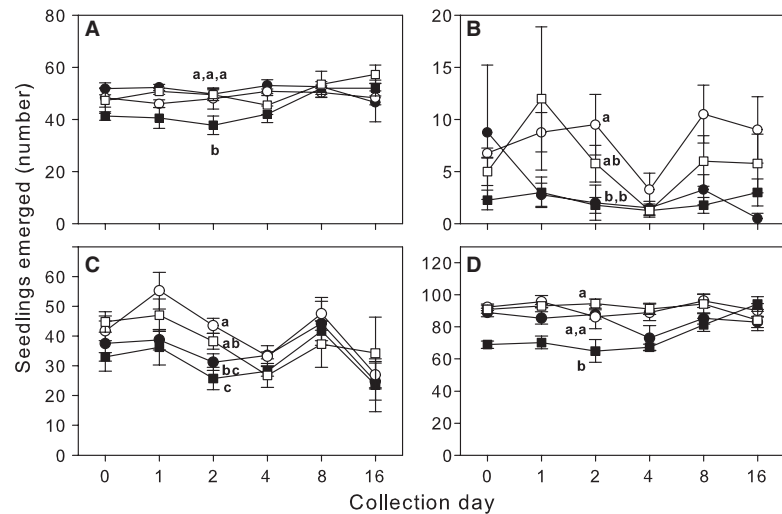 A
60
40
20
0
a,a,a
b
B
20
15
10
5
0
a
ab
b,b
Seedlings emerged (number)
C
60
50
40
30
20
10
0
a
ab
bc
c
0 1 2 4 8 16
D
120
100
80
60
40
20
0
a
a,a
b
0 1 2 4 8 16
Collection day